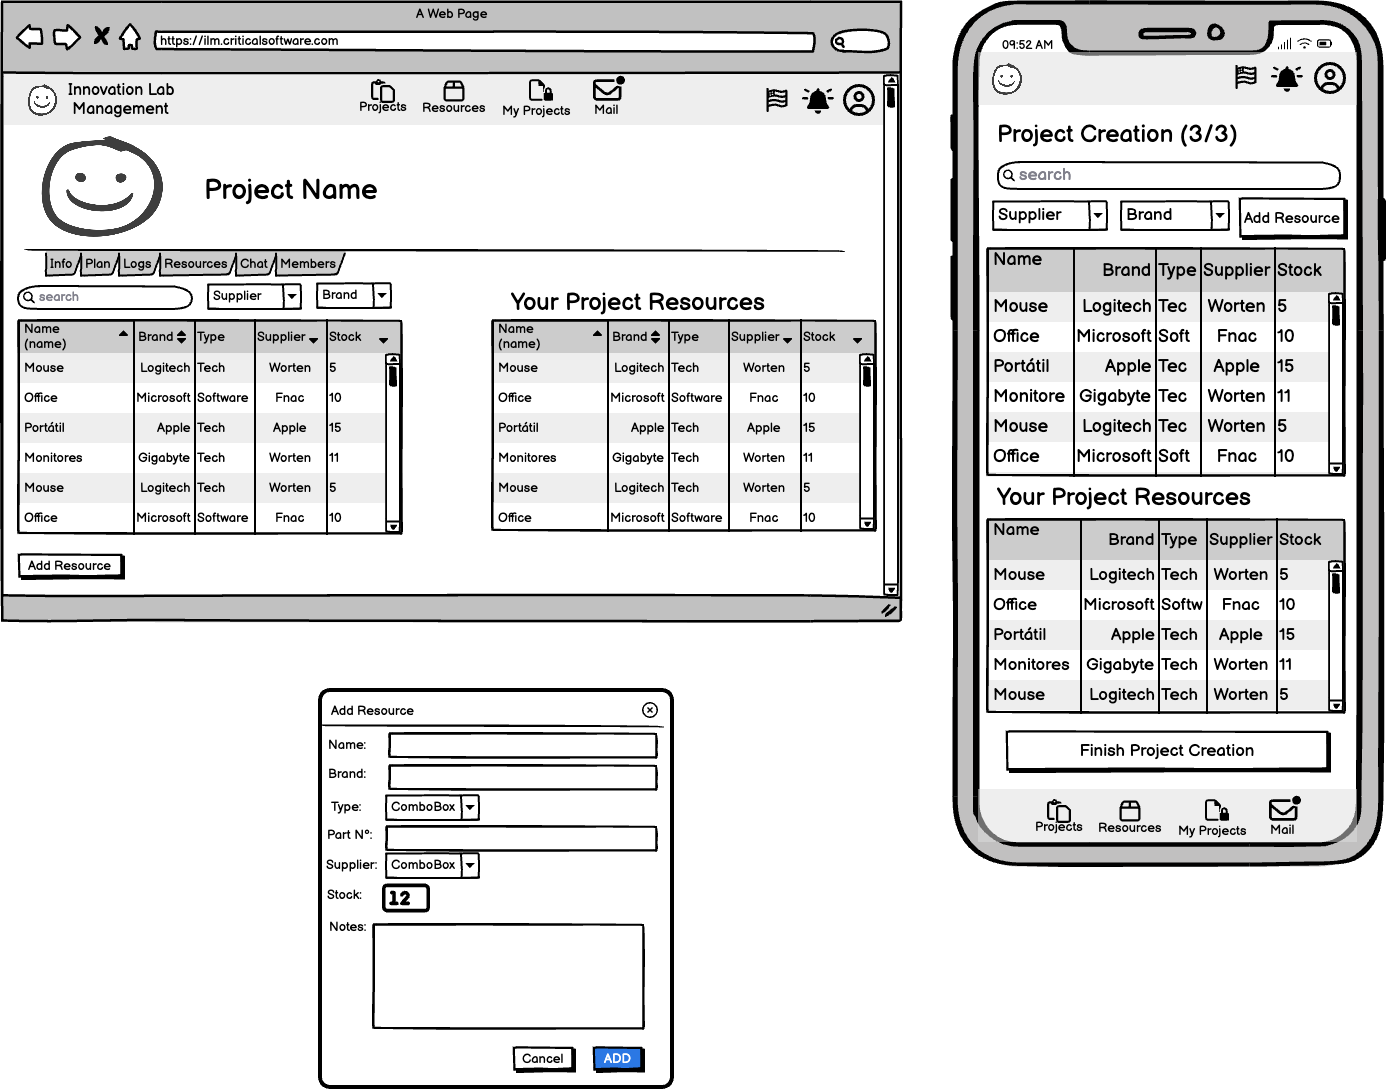 A Web Page
https://ilm.criticalsoftware.com
Innovation Lab
Management
Projects Resources My Projects Mail
Project Name
Info Plan Logs Resources Chat Members
search Supplier Brand
Name (name) Brand Type Supplier Stock
Mouse Logitech Tech Worten 5
Office Microsoft Software Fnac 10
Portátil Apple Tech Apple 15
Monitores Gigabyte Tech Worten 11
Mouse Logitech Tech Worten 5
Office Microsoft Software Fnac 10
Add Resource
Your Project Resources
Name (name) Brand Type Supplier Stock
Mouse Logitech Tech Worten 5
Office Microsoft Software Fnac 10
Portátil Apple Tech Apple 15
Monitores Gigabyte Tech Worten 11
Mouse Logitech Tech Worten 5
Office Microsoft Software Fnac 10
09:52 AM
Project Creation (3/3)
search
Supplier Brand Add Resource
Name Brand Type Supplier Stock
Mouse Logitech Tec Worten 5
Office Microsoft Soft Fnac 10
Portátil Apple Tec Apple 15
Monitore Gigabyte Tec Worten 11
Mouse Logitech Tec Worten 5
Office Microsoft Soft Fnac 10
Your Project Resources
Name Brand Type Supplier Stock
Mouse Logitech Tech Worten 5
Office Microsoft Softw Fnac 10
Portátil Apple Tech Apple 15
Monitores Gigabyte Tech Worten 11
Mouse Logitech Tech Worten 5
Finish Project Creation
Projects Resources My Projects Mail
Add Resource
Name:
Brand:
Type: ComboBox
Part Nº:
Supplier: ComboBox
Stock: 12
Notes:
Cancel ADD